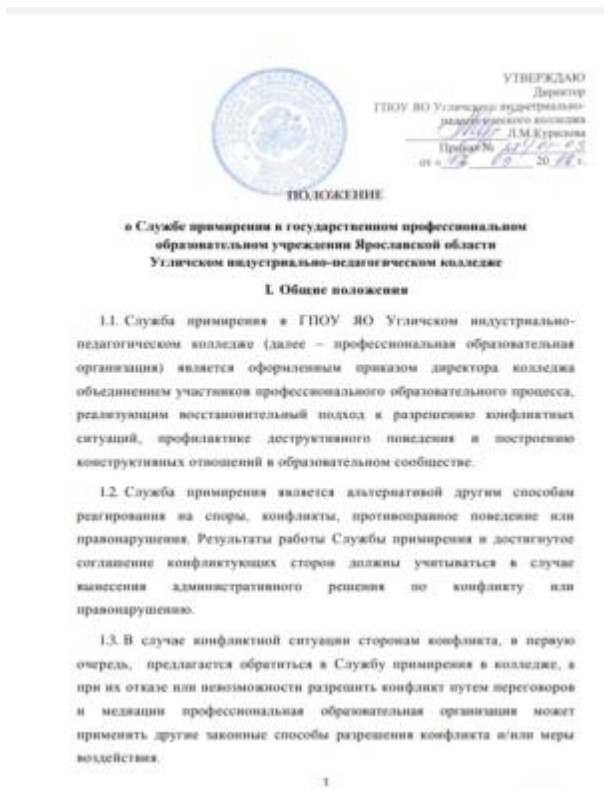 УТВЕРЖДАЮ
Директор
ГПОУ ЯО Угличского индустриально-
педагогического колледжа
Л.М.Курилова
Приказ №
от « 20 г.
ПОЛОЖЕНИЕ
о Службе примирения в государственном профессиональном
образовательном учреждении Ярославской области
Угличском индустриально-педагогическом колледже
I. Общие положения
1.1. Служба примирения в ГПОУ ЯО Угличском индустриально-
педагогическом колледже (далее – профессиональная образовательная
организация) является оформленным приказом директора колледжа
объединением участников профессионального образовательного процесса,
реализующим восстановительный подход к разрешению конфликтных
ситуаций, профилактике деструктивного поведения и построению
конструктивных отношений в образовательном сообществе.
1.2. Служба примирения является альтернативой другим способам
реагирования на споры, конфликты, противоправное поведение или
правонарушения. Результаты работы Службы примирения и достигнутое
соглашение конфликтующих сторон должны учитываться в случае
вынесения административного решения по конфликту или
правонарушению.
1.3. В случае конфликтной ситуации сторонам конфликта, в первую
очередь, предлагается обратиться в Службу примирения в колледже, а
при их отказе или невозможности разрешить конфликт путем переговоров
и медиации профессиональная образовательная организация может
применить другие законные способы разрешения конфликта и/или меры
воздействия.
1